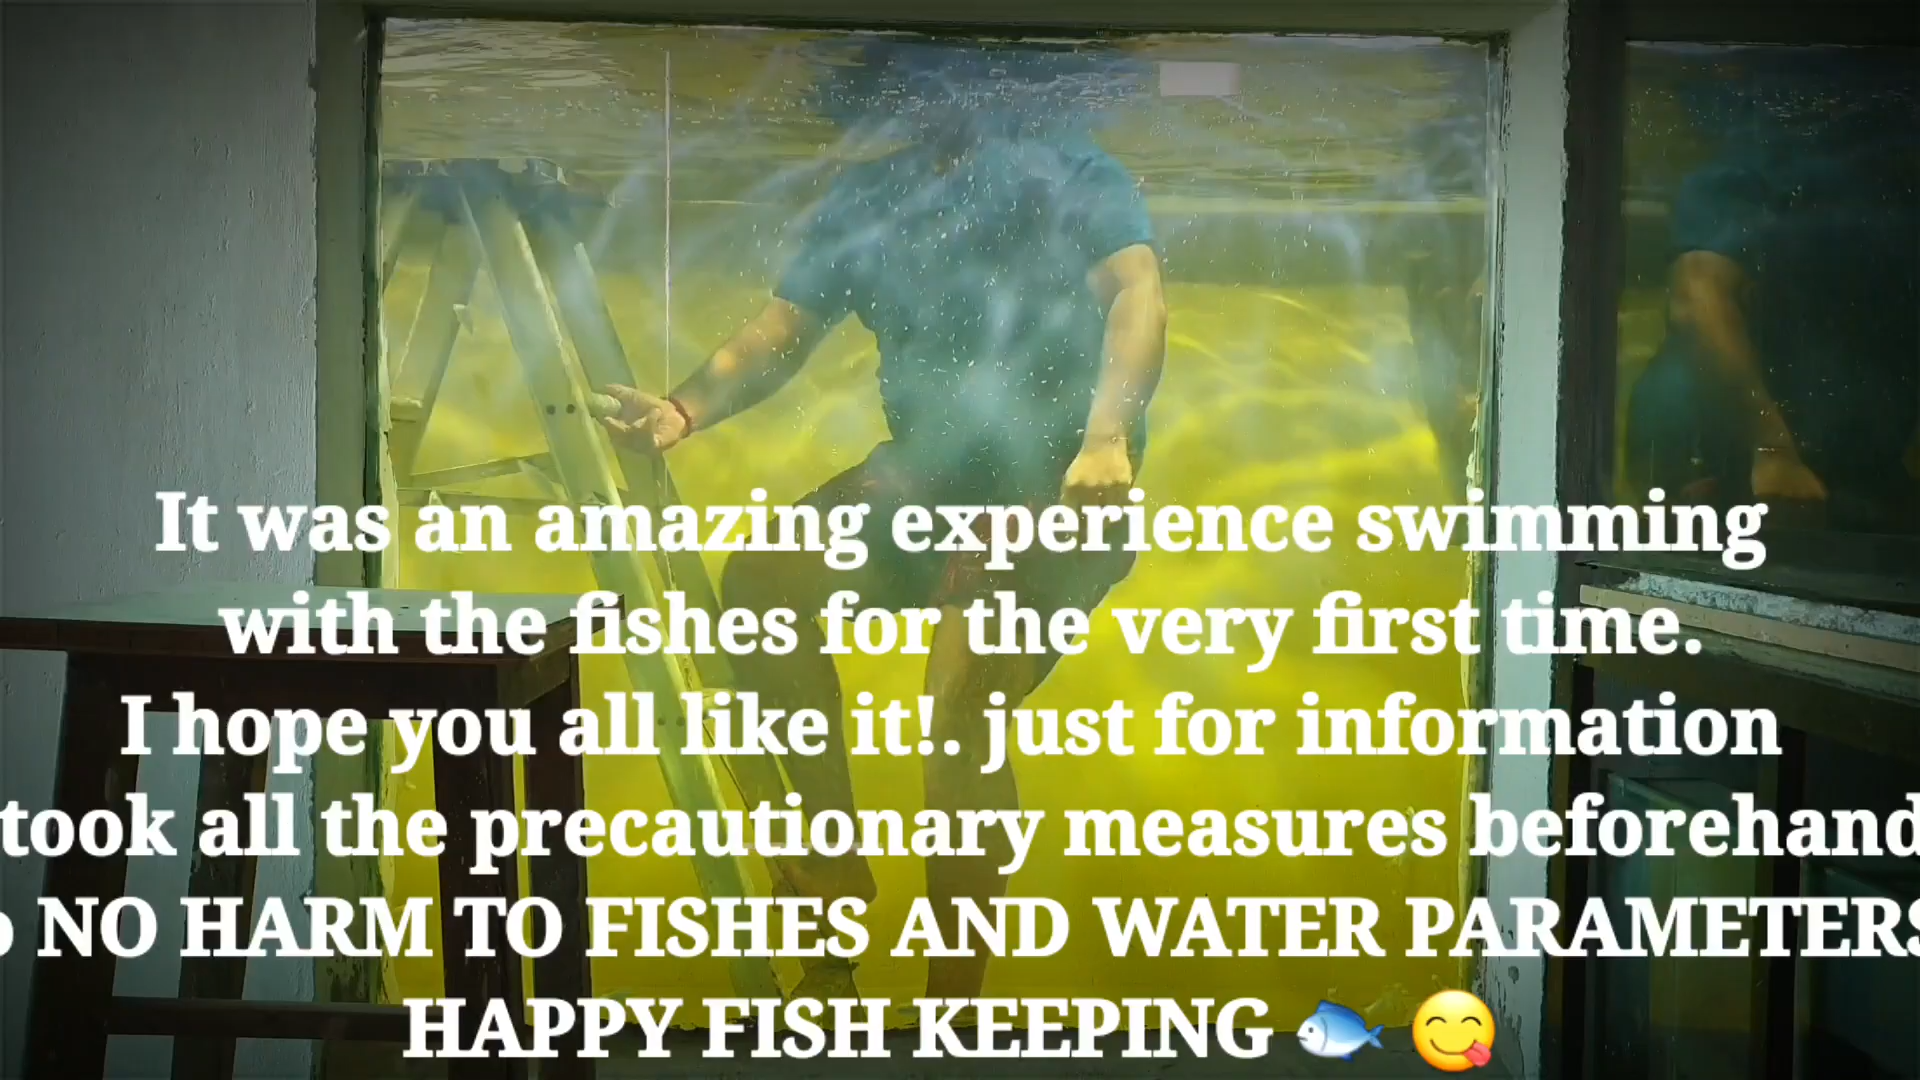 It was an amazing experience swimming
with the fishes for the very first time.
I hope you all like it!. just for information
took all the precautionary measures beforehand
NO HARM TO FISHES AND WATER PARAMETERS
HAPPY FISH KEEPING 🐟 😋